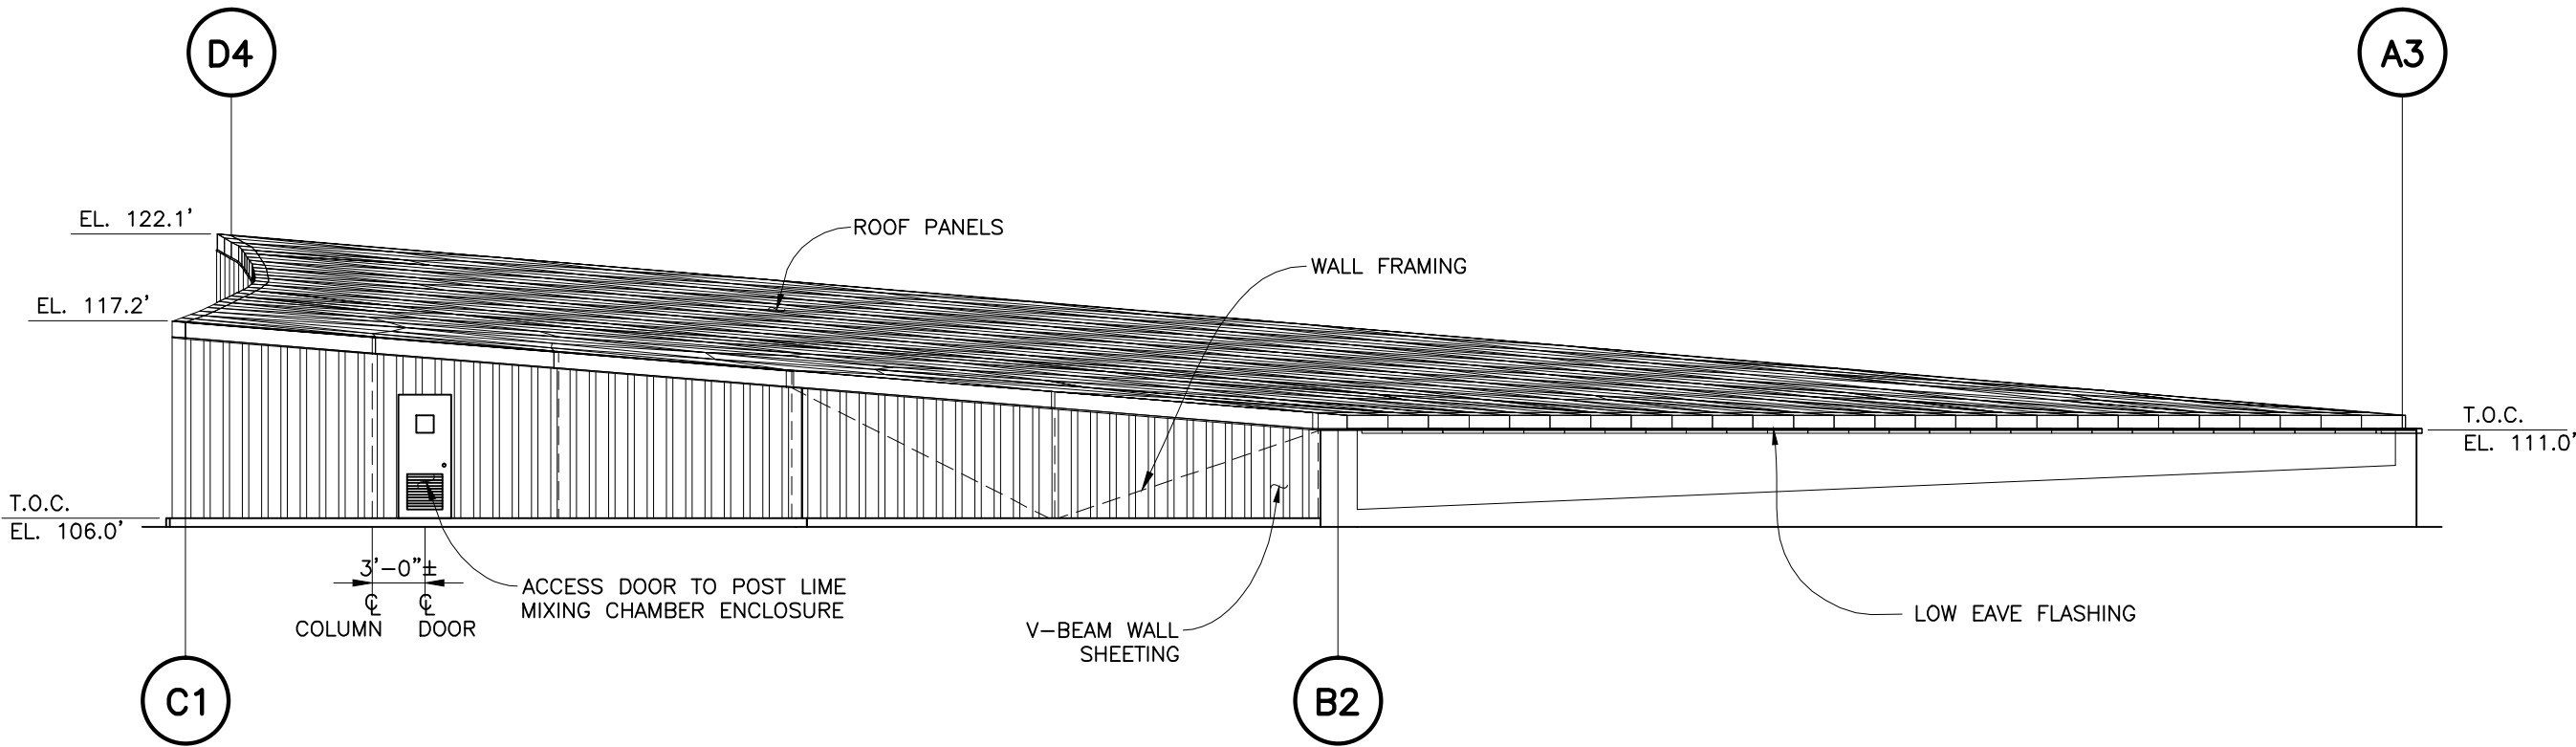 D4
A3
EL. 122.1'
ROOF PANELS
WALL FRAMING
EL. 117.2'
T.O.C.
EL. 111.0'
T.O.C.
EL. 106.0'
3'-0"±
℄
COLUMN
℄
DOOR
ACCESS DOOR TO POST LIME
MIXING CHAMBER ENCLOSURE
V-BEAM WALL
SHEETING
LOW EAVE FLASHING
C1
B2